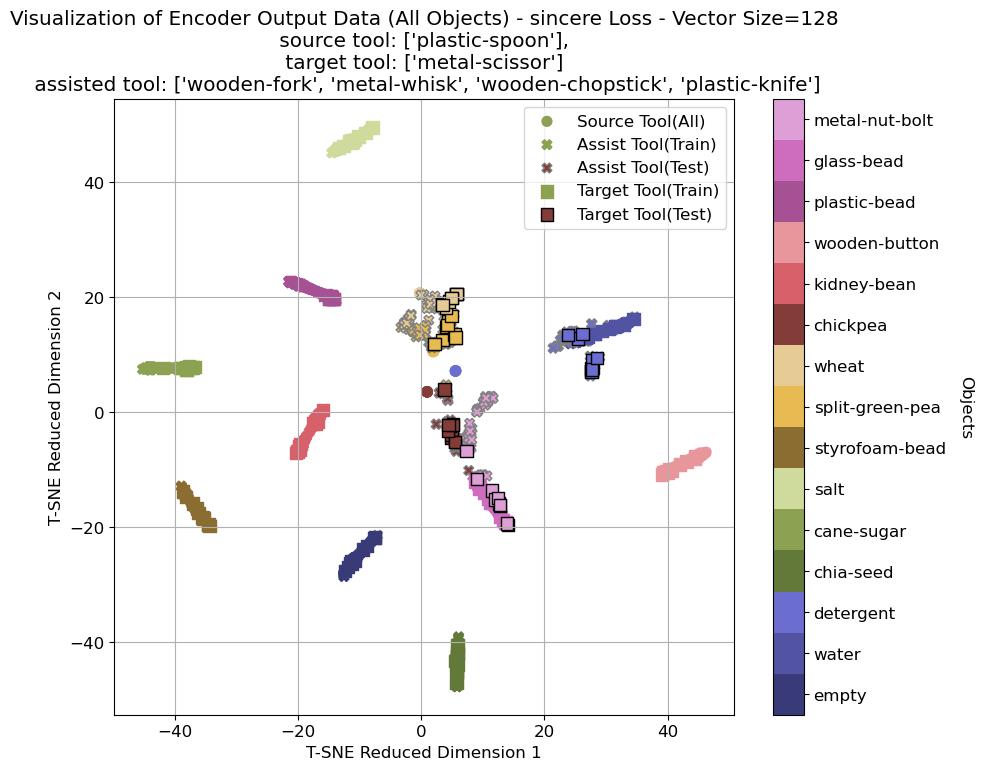 Visualization of Encoder Output Data (All Objects) - sincere Loss - Vector Size=128
source tool: ['plastic-spoon'],
target tool: ['metal-scissor']
assisted tool: ['wooden-fork', 'metal-whisk', 'wooden-chopstick', 'plastic-knife']
Source Tool(All)
Assist Tool(Train)
Assist Tool(Test)
Target Tool(Train)
Target Tool(Test)
40
20
0
−20
−40
T-SNE Reduced Dimension 2
−40
−20
0
20
40
T-SNE Reduced Dimension 1
metal-nut-bolt
glass-bead
plastic-bead
wooden-button
kidney-bean
chickpea
wheat
split-green-pea
styrofoam-bead
salt
cane-sugar
chia-seed
detergent
water
empty
Objects